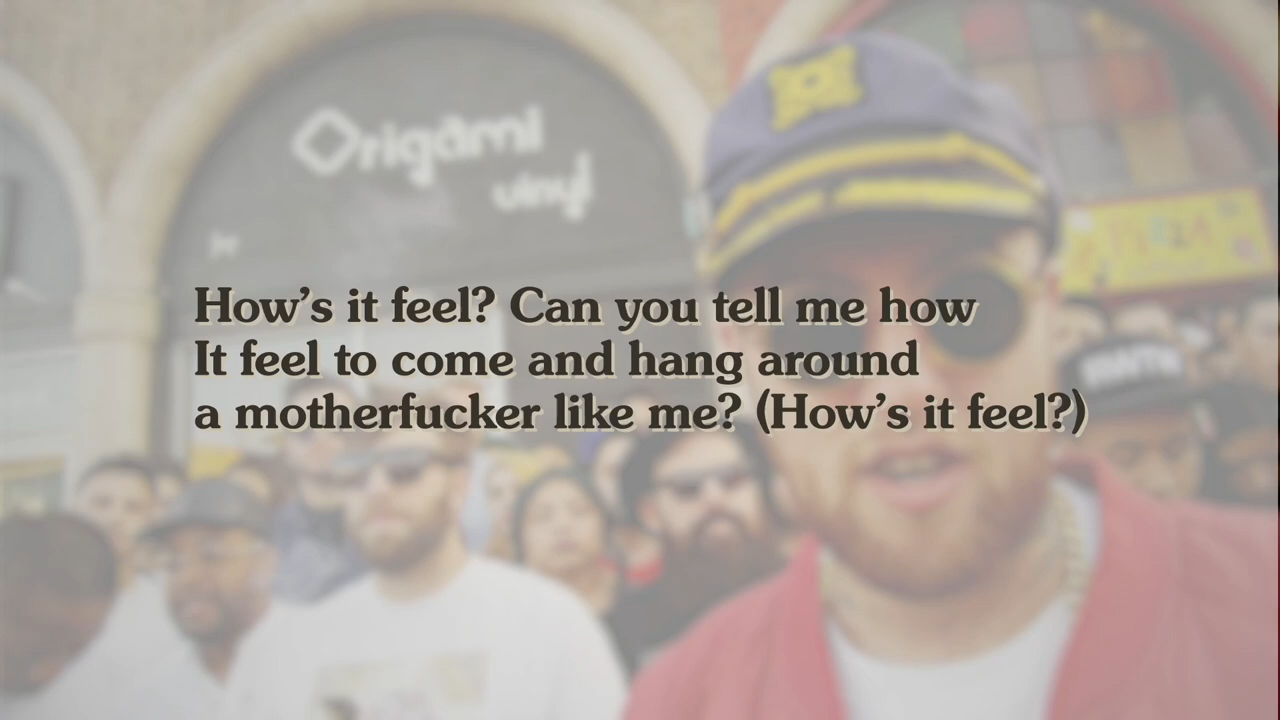 Origami
vinyl
How’s it feel? Can you tell me how
It feel to come and hang around
a motherfucker like me? (How’s it feel?)